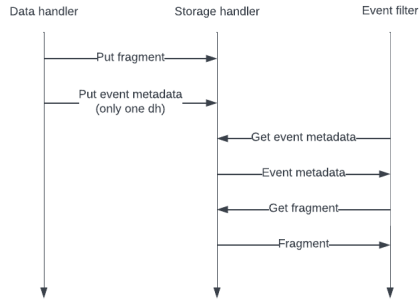 Data handler
Storage handler
Event filter
Put fragment
Put event metadata
(only one dh)
Get event metadata
Event metadata
Get fragment
Fragment